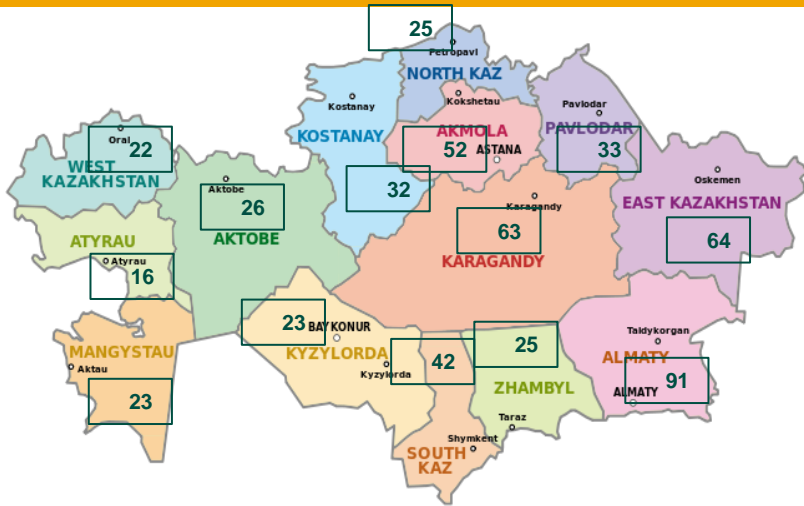 25
Petropavl
NORTH KAZ
Kostanay
Kokshetau
Pavlodar
KOSTANAY
AKMOLA
PAVLODAR
Oral
22
52
ASTANA
33
WEST
KAZAKHSTAN
Aktobe
32
Oskemen
26
Karagandy
EAST KAZAKHSTAN
ATYRAU
AKTOBE
63
64
Atyrau
KARAGANDY
16
23
BAYKONUR
Taldykorgan
MANGYSTAU
KYZYLORDA
42
25
ALMATY
Aktau
Kyzylorda
ZHAMBYL
ALMATY
91
23
Taraz
Shymkent
SOUTH
KAZ